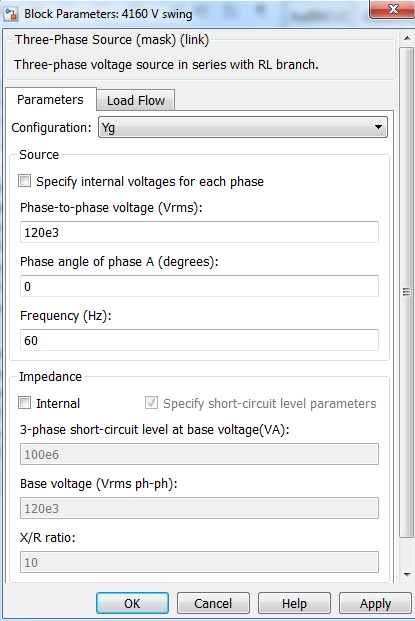 Block Parameters: 4160 V swing
Three-Phase Source (mask) (link)
Three-phase voltage source in series with RL branch.
Parameters
Load Flow
Configuration: Yg
Source
Specify internal voltages for each phase
Phase-to-phase voltage (Vrms):
120e3
Phase angle of phase A (degrees):
0
Frequency (Hz):
60
Impedance
Internal
Specify short-circuit level parameters
3-phase short-circuit level at base voltage(VA):
100e6
Base voltage (Vrms ph-ph):
120e3
X/R ratio:
10
OK
Cancel
Help
Apply